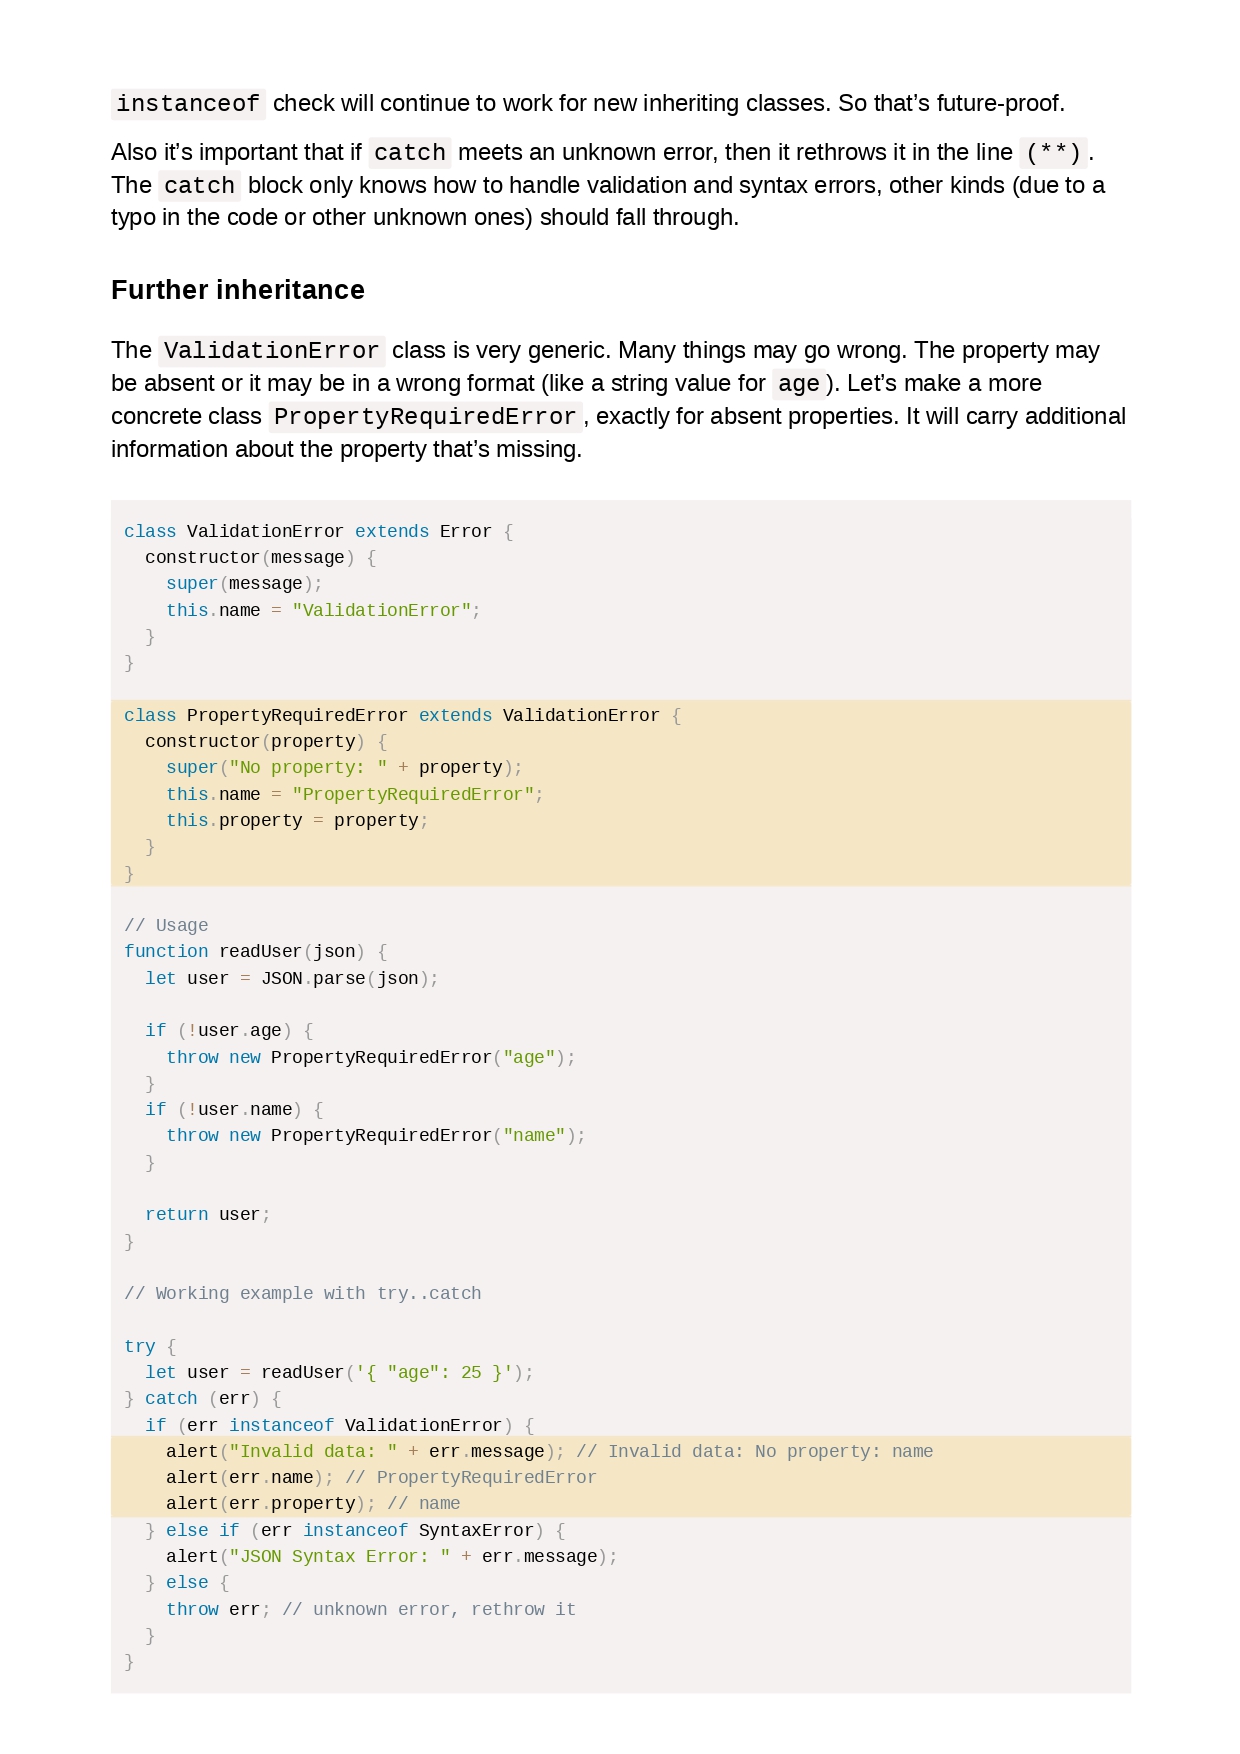 instanceof check will continue to work for new inheriting classes. So that’s future-proof.
Also it’s important that if catch meets an unknown error, then it rethrows it in the line (**).
The catch block only knows how to handle validation and syntax errors, other kinds (due to a
typo in the code or other unknown ones) should fall through.
Further inheritance
The ValidationError class is very generic. Many things may go wrong. The property may
be absent or it may be in a wrong format (like a string value for age). Let’s make a more
concrete class PropertyRequiredError, exactly for absent properties. It will carry additional
information about the property that’s missing.
class ValidationError extends Error {
  constructor(message) {
    super(message);
    this.name = "ValidationError";
  }
}
class PropertyRequiredError extends ValidationError {
  constructor(property) {
    super("No property: " + property);
    this.name = "PropertyRequiredError";
    this.property = property;
  }
}
// Usage
function readUser(json) {
  let user = JSON.parse(json);
  if (!user.age) {
    throw new PropertyRequiredError("age");
  }
  if (!user.name) {
    throw new PropertyRequiredError("name");
  }
  return user;
}
// Working example with try..catch
try {
  let user = readUser('{ "age": 25 }');
} catch (err) {
  if (err instanceof ValidationError) {
    alert("Invalid data: " + err.message); // Invalid data: No property: name
    alert(err.name); // PropertyRequiredError
    alert(err.property); // name
  } else if (err instanceof SyntaxError) {
    alert("JSON Syntax Error: " + err.message);
  } else {
    throw err; // unknown error, rethrow it
  }
}